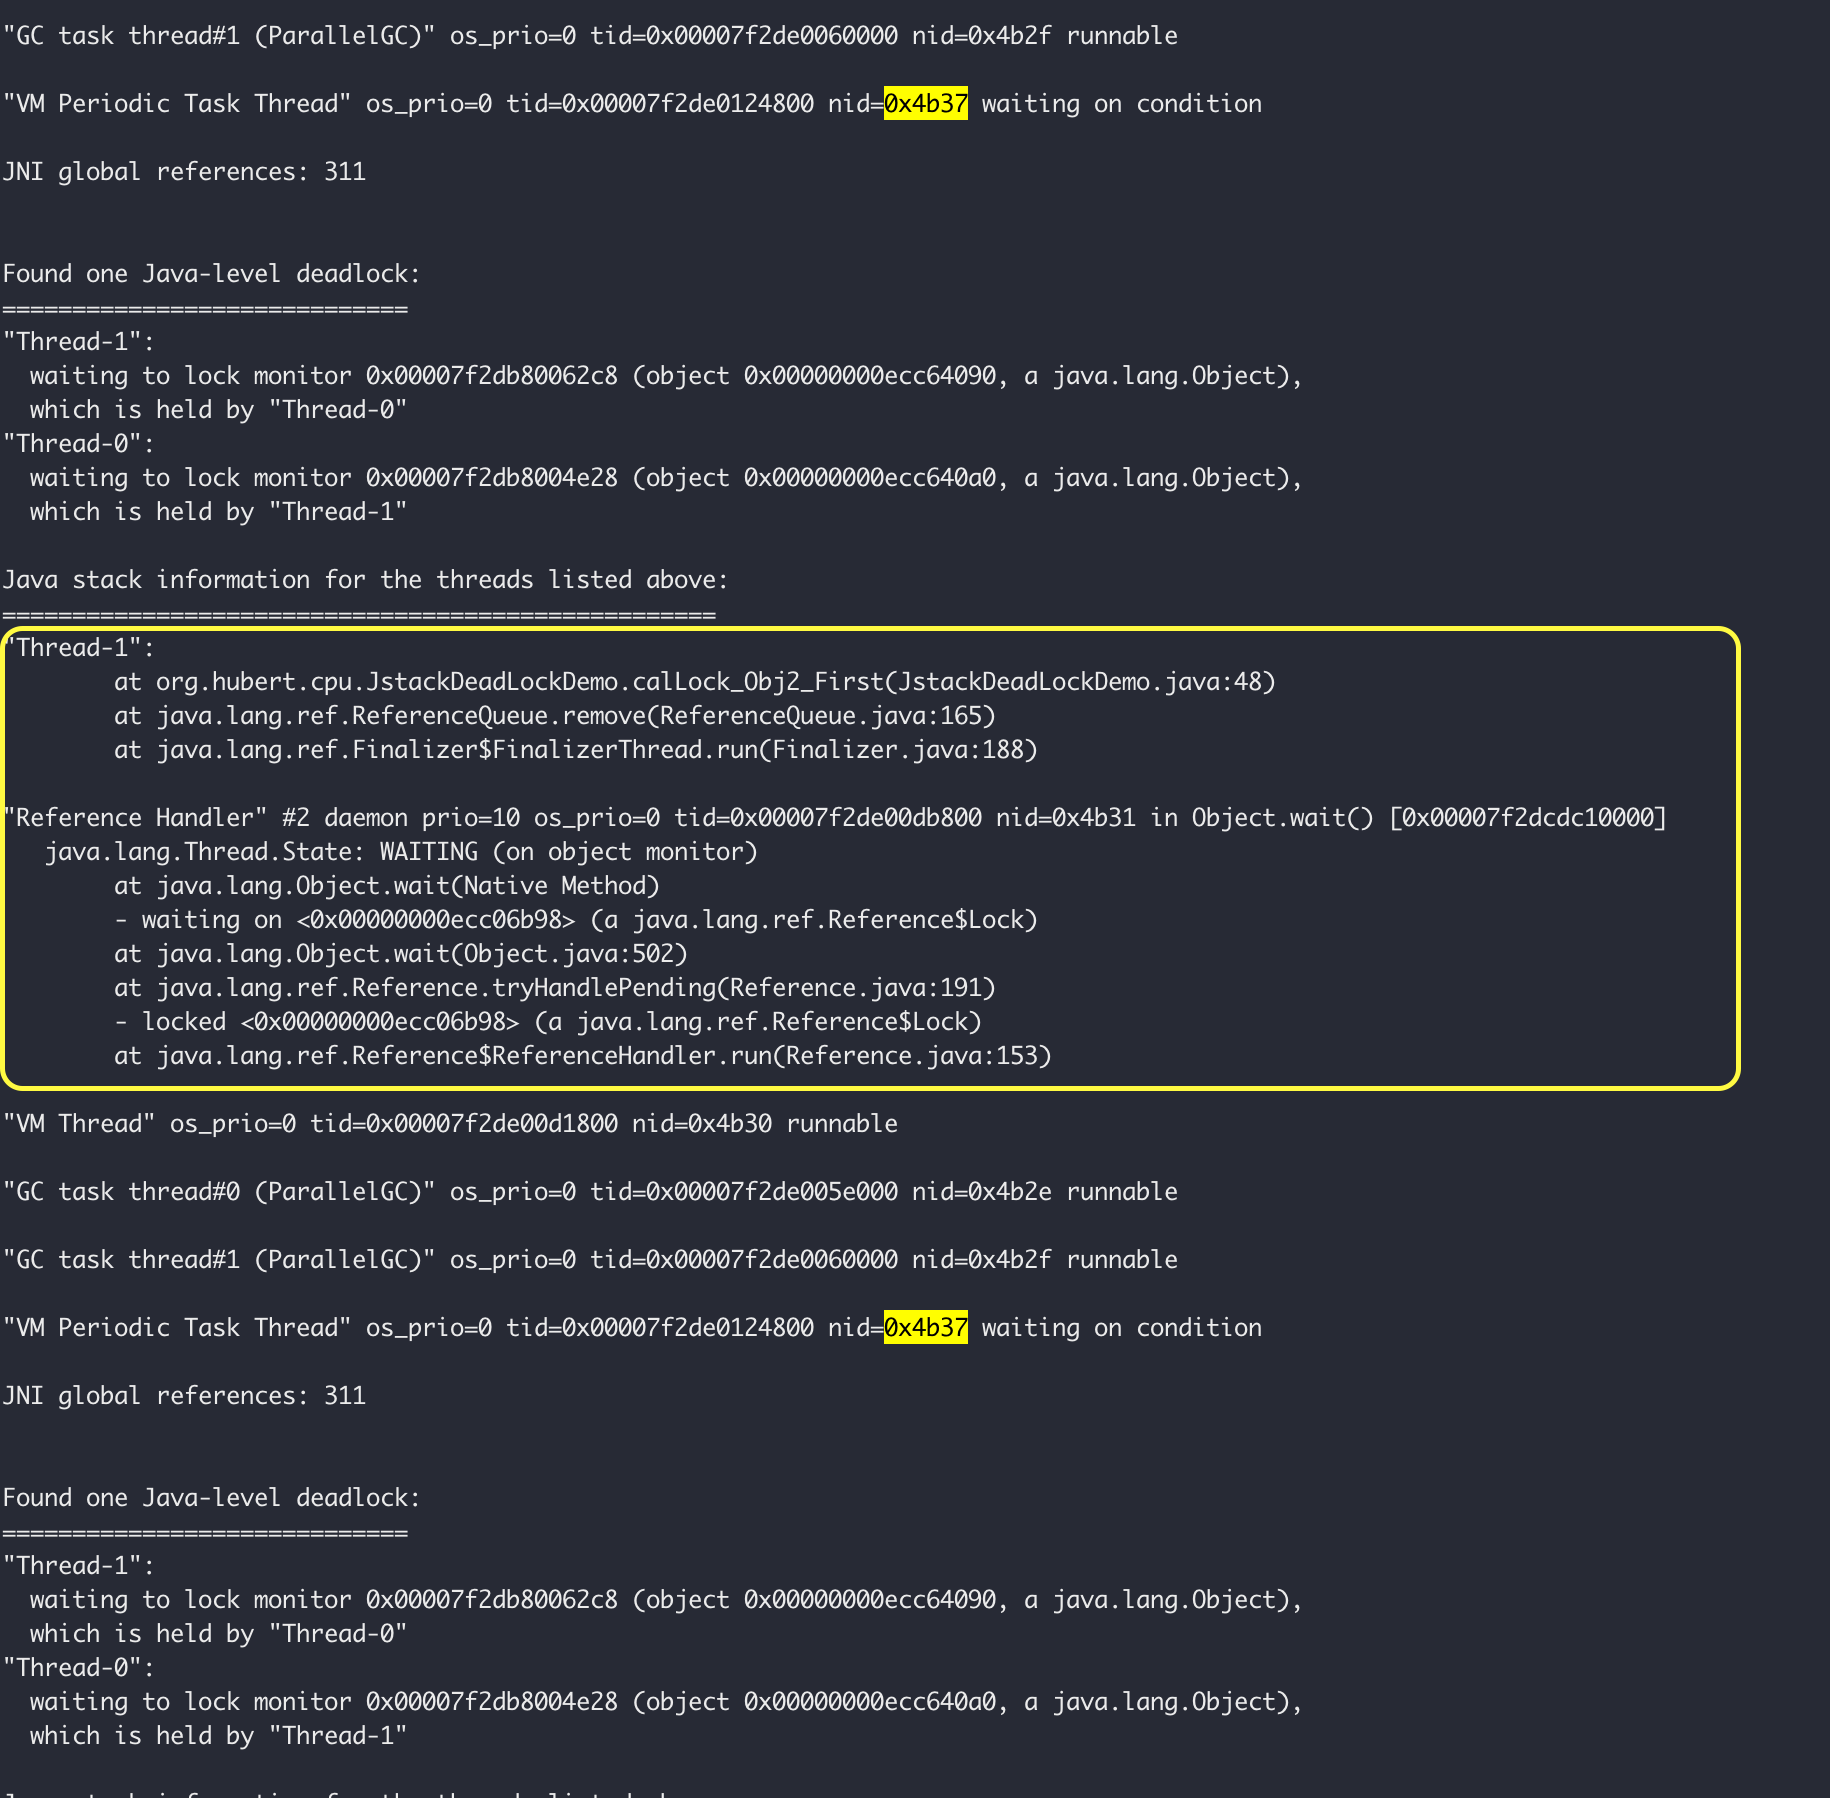 "GC task thread#1 (ParallelGC)" os_prio=0 tid=0x00007f2de0060000 nid=0x4b2f runnable
"VM Periodic Task Thread" os_prio=0 tid=0x00007f2de0124800 nid=0x4b37 waiting on condition
JNI global references: 311
Found one Java-level deadlock:
=============================
"Thread-1":
  waiting to lock monitor 0x00007f2db80062c8 (object 0x00000000ecc64090, a java.lang.Object),
  which is held by "Thread-0"
"Thread-0":
  waiting to lock monitor 0x00007f2db8004e28 (object 0x00000000ecc640a0, a java.lang.Object),
  which is held by "Thread-1"
Java stack information for the threads listed above:
===================================================
"Thread-1":
        at org.hubert.cpu.JstackDeadLockDemo.calLock_Obj2_First(JstackDeadLockDemo.java:48)
        at java.lang.ref.ReferenceQueue.remove(ReferenceQueue.java:165)
        at java.lang.ref.Finalizer$FinalizerThread.run(Finalizer.java:188)
"Reference Handler" #2 daemon prio=10 os_prio=0 tid=0x00007f2de00db800 nid=0x4b31 in Object.wait() [0x00007f2dcdc10000]
   java.lang.Thread.State: WAITING (on object monitor)
        at java.lang.Object.wait(Native Method)
        - waiting on <0x00000000ecc06b98> (a java.lang.ref.Reference$Lock)
        at java.lang.Object.wait(Object.java:502)
        at java.lang.ref.Reference.tryHandlePending(Reference.java:191)
        - locked <0x00000000ecc06b98> (a java.lang.ref.Reference$Lock)
        at java.lang.ref.Reference$ReferenceHandler.run(Reference.java:153)
"VM Thread" os_prio=0 tid=0x00007f2de00d1800 nid=0x4b30 runnable
"GC task thread#0 (ParallelGC)" os_prio=0 tid=0x00007f2de005e000 nid=0x4b2e runnable
"GC task thread#1 (ParallelGC)" os_prio=0 tid=0x00007f2de0060000 nid=0x4b2f runnable
"VM Periodic Task Thread" os_prio=0 tid=0x00007f2de0124800 nid=0x4b37 waiting on condition
JNI global references: 311
Found one Java-level deadlock:
=============================
"Thread-1":
  waiting to lock monitor 0x00007f2db80062c8 (object 0x00000000ecc64090, a java.lang.Object),
  which is held by "Thread-0"
"Thread-0":
  waiting to lock monitor 0x00007f2db8004e28 (object 0x00000000ecc640a0, a java.lang.Object),
  which is held by "Thread-1"